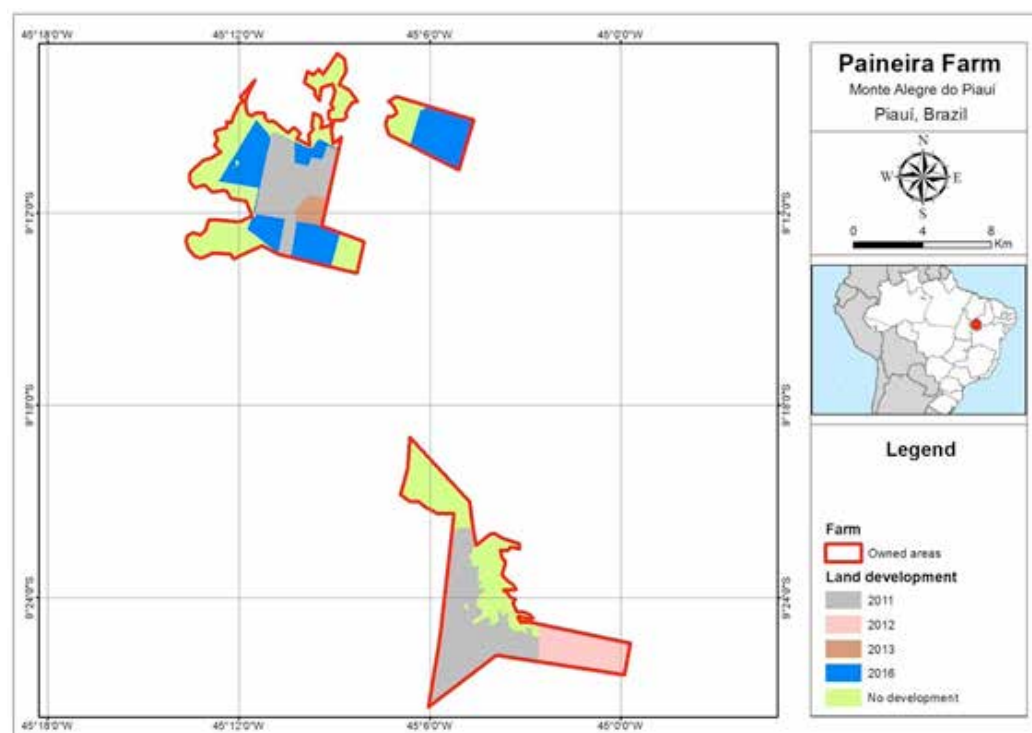 45°18'0"W 45°12'0"W 45°6'0"W 45°0'0"W
9°12'0"S 9°12'0"S
9°18'0"S 9°18'0"S
9°24'0"S 9°24'0"S
45°18'0"W 45°12'0"W 45°6'0"W 45°0'0"W
Paineira Farm
Monte Alegre do Piauí
Piauí, Brazil
N
W E
S
0 4 8
Km
Legend
Farm
Owned areas
Land development
2011
2012
2013
2016
No development